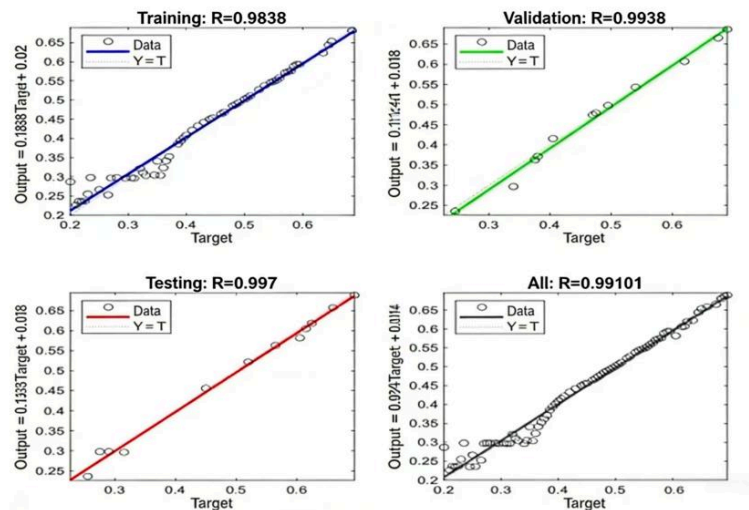 Training: R=0.9838
Output = 0.1888Target+ 0.02
0.65
0.6
0.55
0.5
0.45
0.4
0.35
0.3
0.25
0.2
Data
Y = T
0.2 0.3 0.4 0.5 0.6
Target
Validation: R=0.9938
+ 0.018
0.65
0.6
0.55
0.5
0.45
0.4
0.35
0.3
0.25
Data
Y = T
0.3 0.4 0.5 0.6
Target
Testing: R=0.997
Output = 0.1333Target + 0.018
0.65
0.6
0.55
0.5
0.45
0.4
0.35
0.3
0.25
Data
Y = T
0.3 0.4 0.5 0.6
Target
All: R=0.99101
Output = 0.924Target +
0.65
0.6
0.55
0.5
0.45
0.4
0.35
0.3
0.25
0.2
Data
Y = T
0.2 0.3 0.4 0.5 0.6
Target